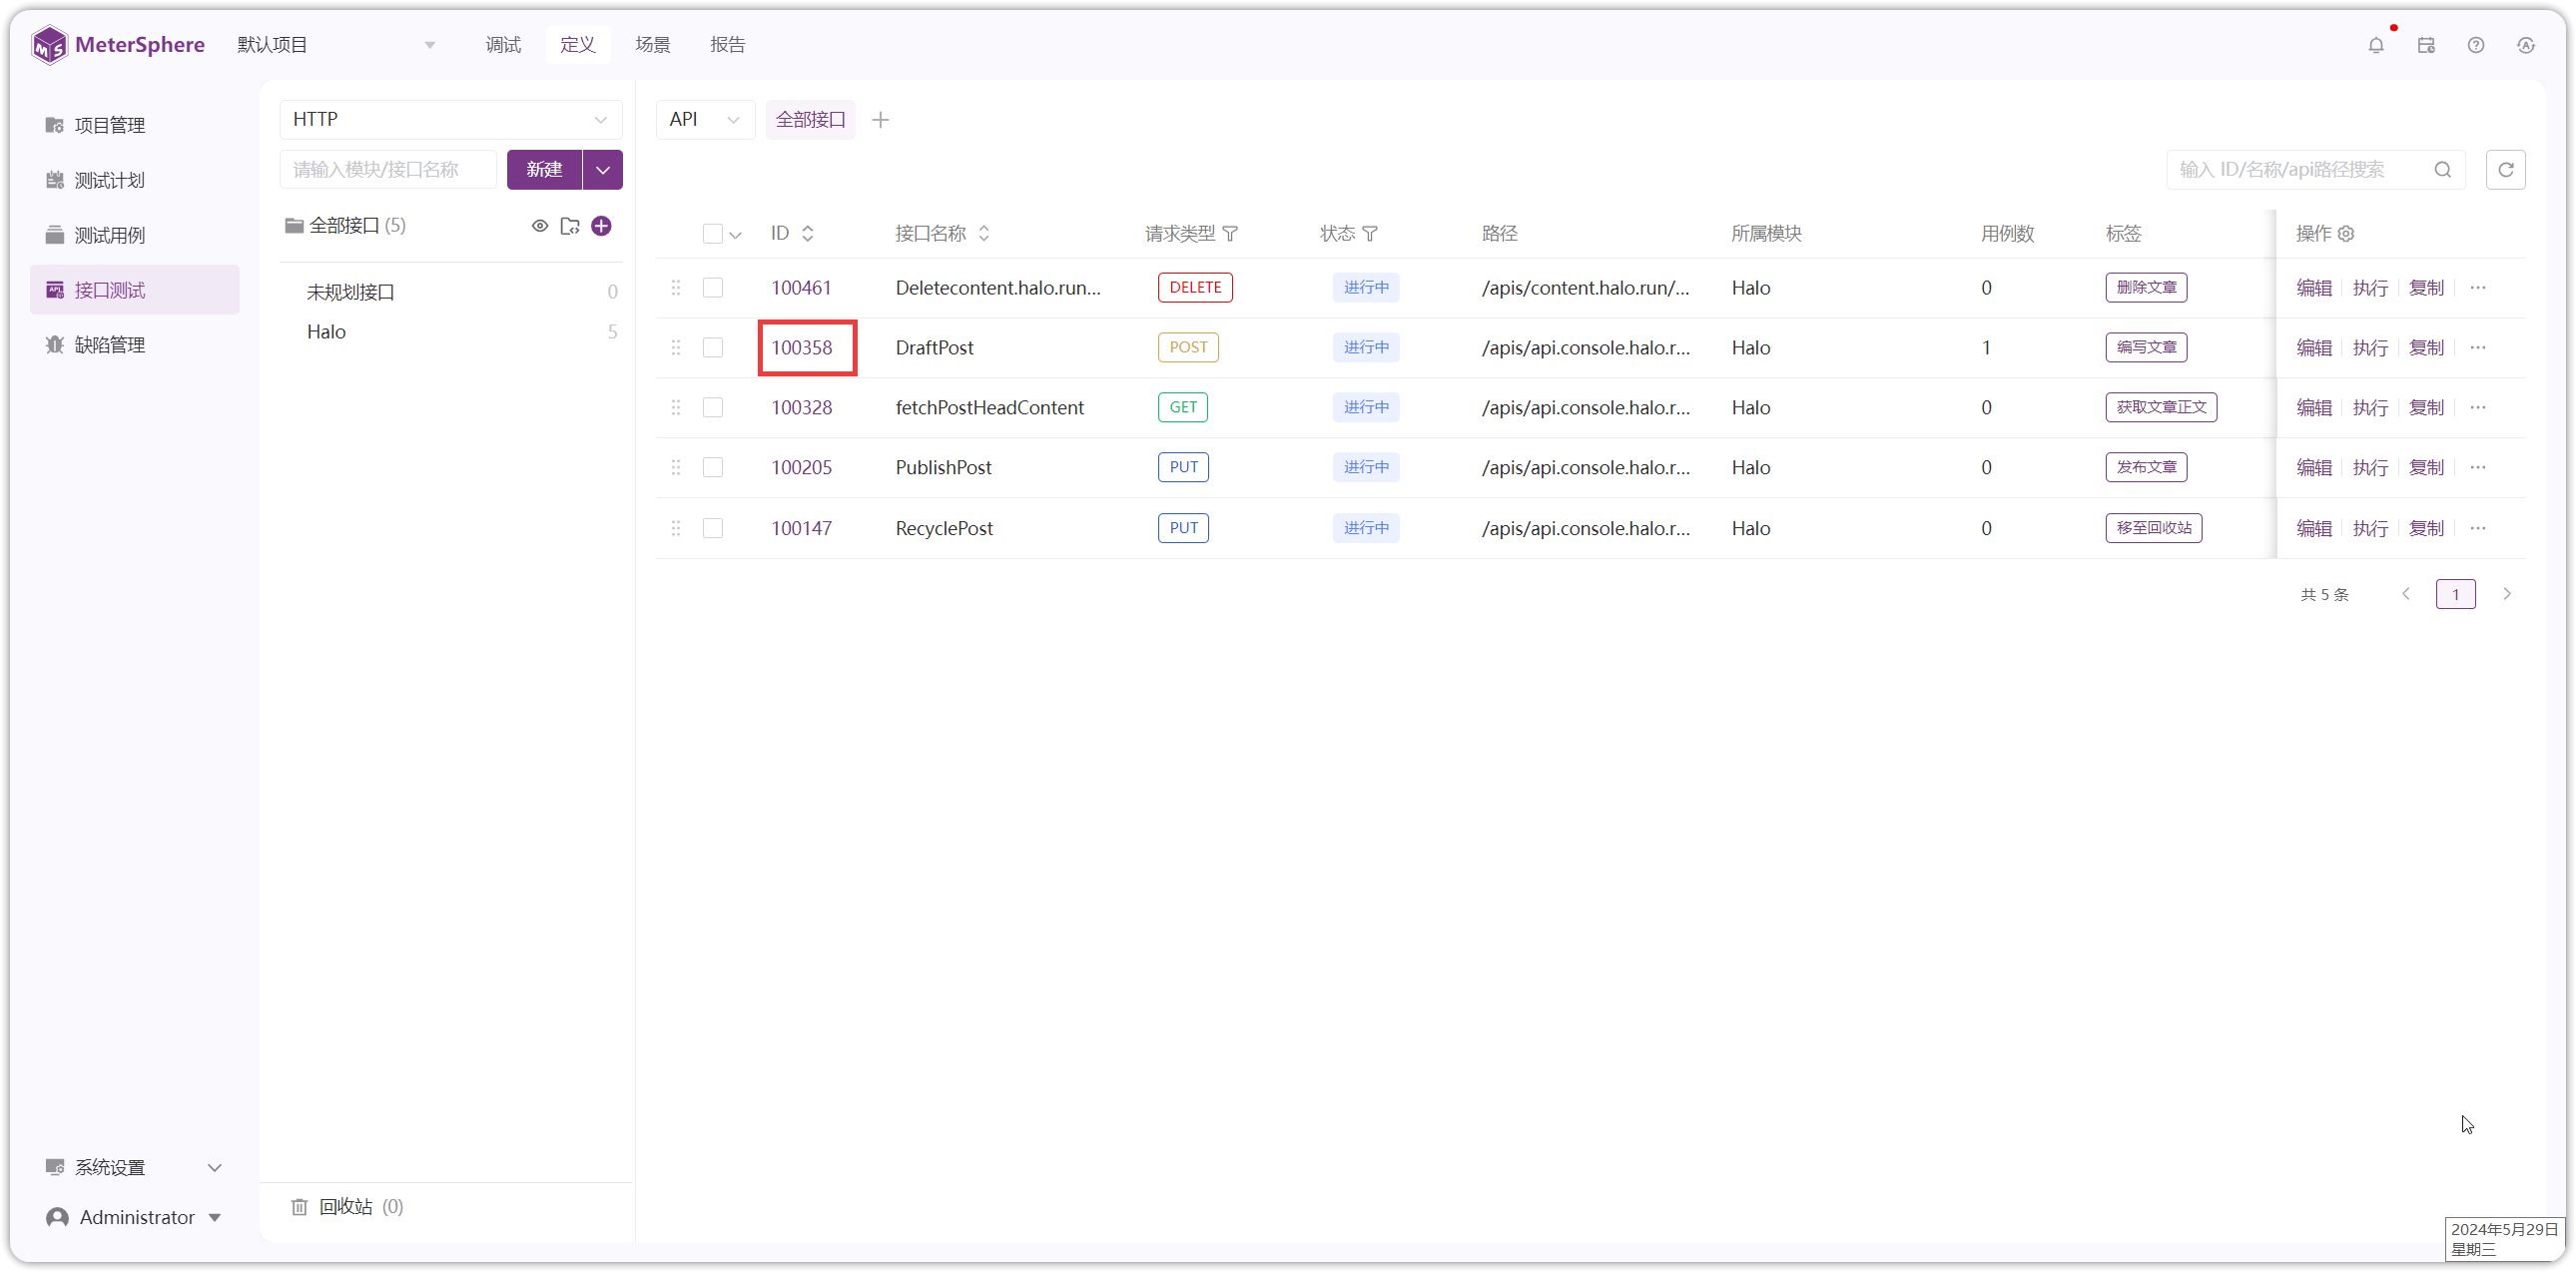 MeterSphere 默认项目 调试 定义 场景 报告
项目管理
测试计划
测试用例
接口测试
缺陷管理
系统设置
Administrator
HTTP
请输入模块/接口名称 新建
全部接口 (5)
未规划接口 0
Halo 5
回收站 (0)
API 全部接口
输入 ID/名称/api路径搜索
ID 接口名称 请求类型 状态 路径 所属模块 用例数 标签 操作
100461 Deletecontent.halo.run... DELETE 进行中 /apis/content.halo.run/... Halo 0 删除文章 编辑 执行 复制 ...
100358 DraftPost POST 进行中 /apis/api.console.halo.r... Halo 1 编写文章 编辑 执行 复制 ...
100328 fetchPostHeadContent GET 进行中 /apis/api.console.halo.r... Halo 0 获取文章正文 编辑 执行 复制 ...
100205 PublishPost PUT 进行中 /apis/api.console.halo.r... Halo 0 发布文章 编辑 执行 复制 ...
100147 RecyclePost PUT 进行中 /apis/api.console.halo.r... Halo 0 移至回收站 编辑 执行 复制 ...
共 5 条 1
2024年5月29日
星期三